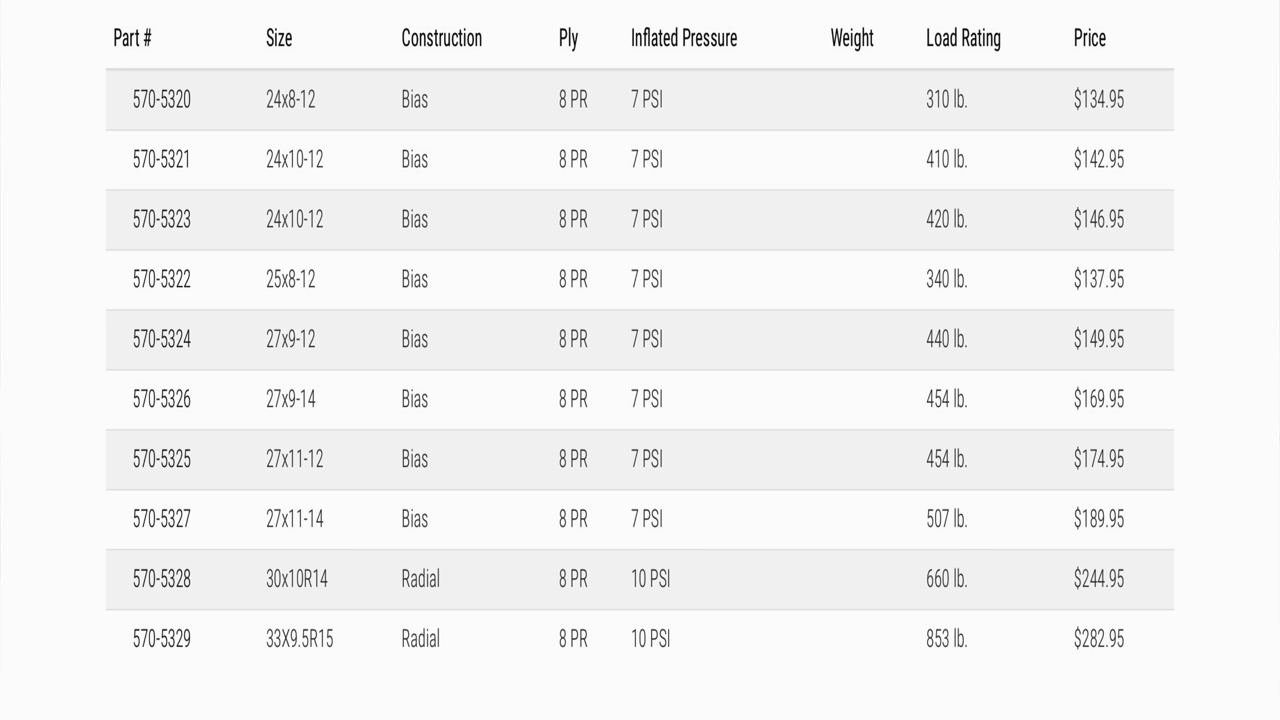 Part # Size Construction Ply Inflated Pressure Weight Load Rating Price
570-5320 24x8-12 Bias 8 PR 7 PSI 310 lb. $134.95
570-5321 24x10-12 Bias 8 PR 7 PSI 410 lb. $142.95
570-5323 24x10-12 Bias 8 PR 7 PSI 420 lb. $146.95
570-5322 25x8-12 Bias 8 PR 7 PSI 340 lb. $137.95
570-5324 27x9-12 Bias 8 PR 7 PSI 440 lb. $149.95
570-5326 27x9-14 Bias 8 PR 7 PSI 454 lb. $169.95
570-5325 27x11-12 Bias 8 PR 7 PSI 454 lb. $174.95
570-5327 27x11-14 Bias 8 PR 7 PSI 507 lb. $189.95
570-5328 30x10R14 Radial 8 PR 10 PSI 660 lb. $244.95
570-5329 33X9.5R15 Radial 8 PR 10 PSI 853 lb. $282.95